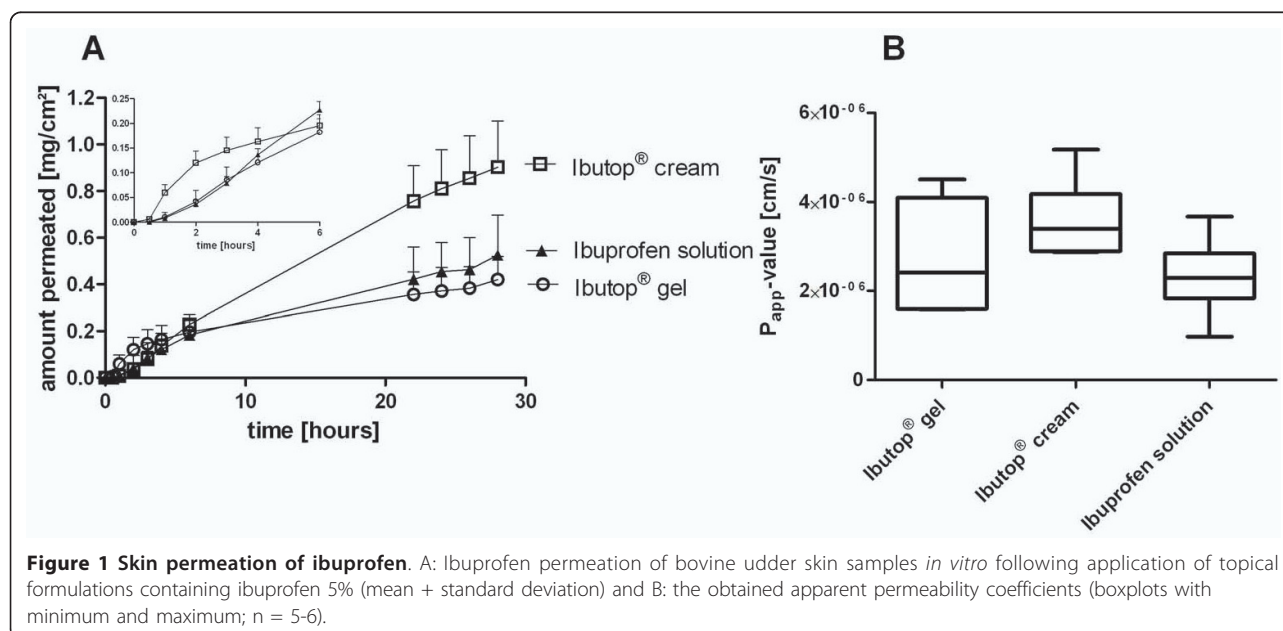 A
amount permeated [mg/cm²]
1.2
1.0
0.8
0.6
0.4
0.2
0.0
0
10
20
30
time [hours]
0.25
0.20
0.15
0.10
0.05
0.00
0
2
4
6
time [hours]
Ibutop® cream
Ibuprofen solution
Ibutop® gel
B
P_app-value [cm/s]
6×10⁻⁰⁶
4×10⁻⁰⁶
2×10⁻⁰⁶
0
Ibutop® gel
Ibutop® cream
Ibuprofen solution
Figure 1 Skin permeation of ibuprofen. A: Ibuprofen permeation of bovine udder skin samples in vitro following application of topical
formulations containing ibuprofen 5% (mean + standard deviation) and B: the obtained apparent permeability coefficients (boxplots with
minimum and maximum; n = 5-6).